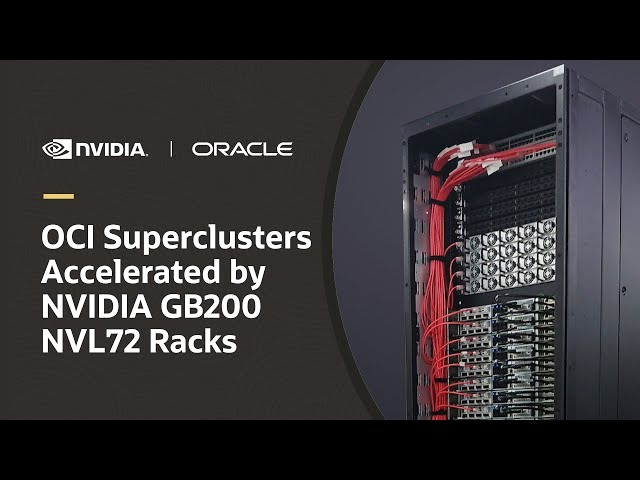 NVIDIA. | ORACLE
OCI Superclusters
Accelerated by
NVIDIA GB200
NVL72 Racks